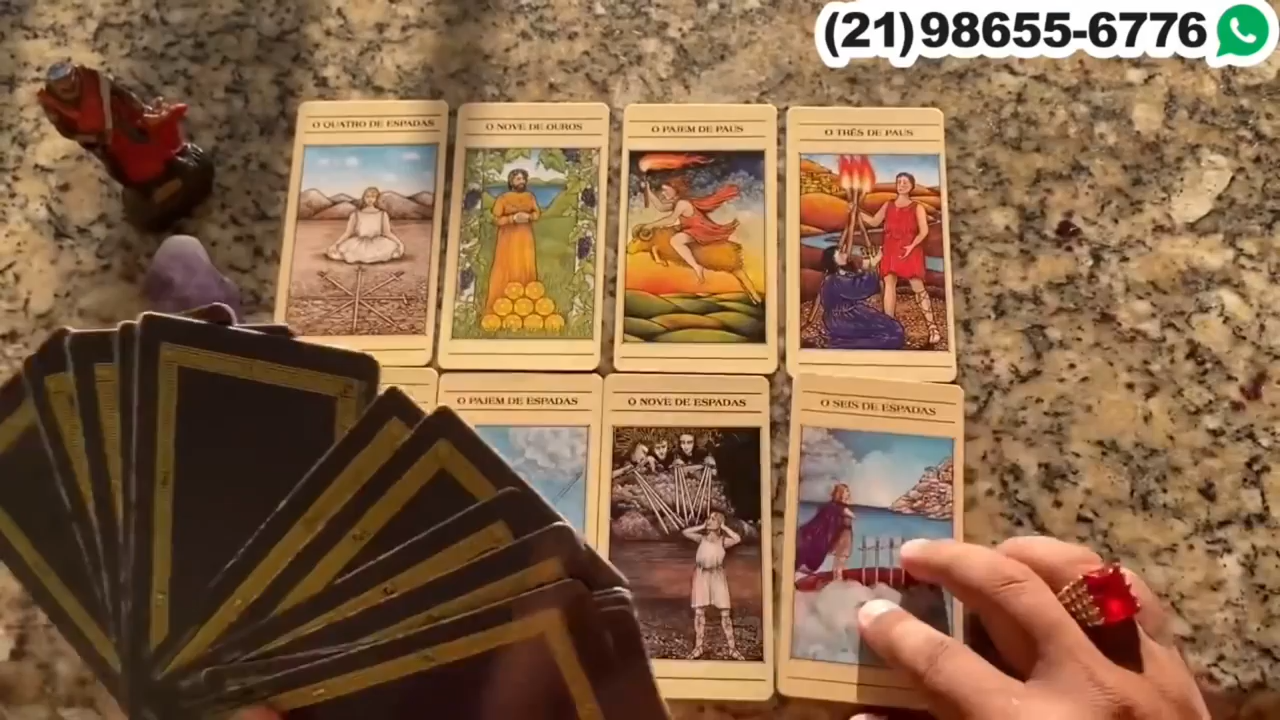 (21)98655-6776
O QUATRO DE ESPADAS
O NOVE DE OUROS
O PAJEM DE PAUS
O TRÊS DE PAUS
O PAJEM DE ESPADAS
O NOVE DE ESPADAS
O SEIS DE ESPADAS